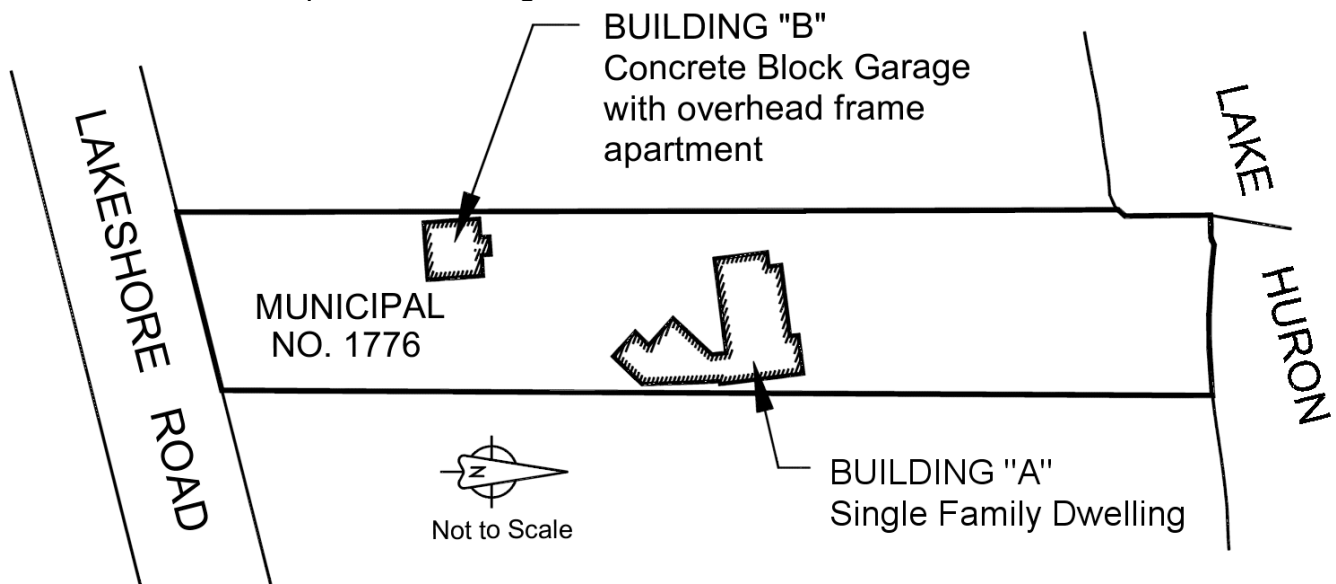 BUILDING "B"
Concrete Block Garage
with overhead frame
apartment
LAKESHORE ROAD
LAKE HURON
MUNICIPAL
NO. 1776
N
Not to Scale
BUILDING "A"
Single Family Dwelling